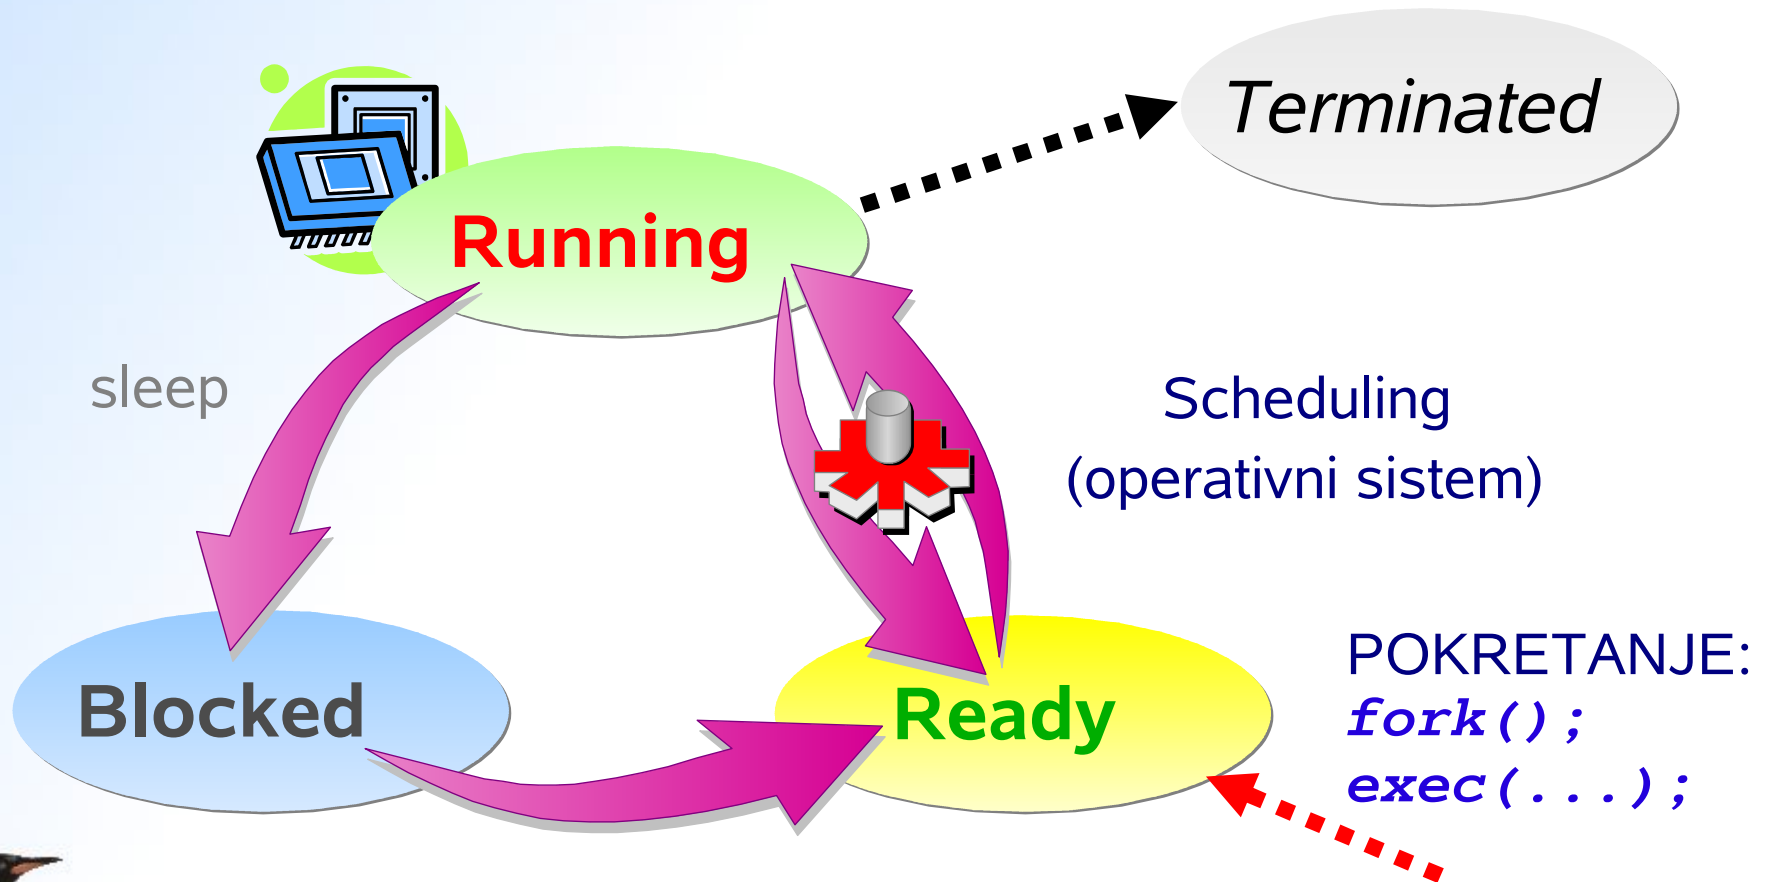 Terminated
Running
sleep
Scheduling
(operativni sistem)
Blocked
Ready
POKRETANJE:
fork();
exec(...);